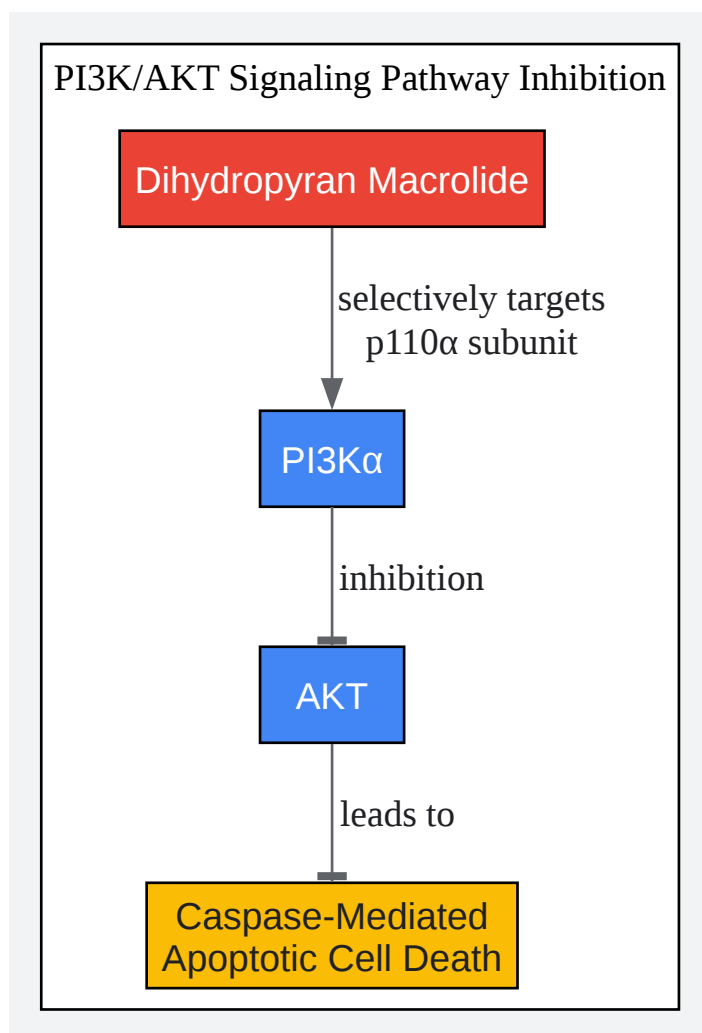 PI3K/AKT Signaling Pathway Inhibition
Dihydropyran Macrolide
selectively targets
p110α subunit
PI3Kα
inhibition
AKT
leads to
Caspase-Mediated
Apoptotic Cell Death